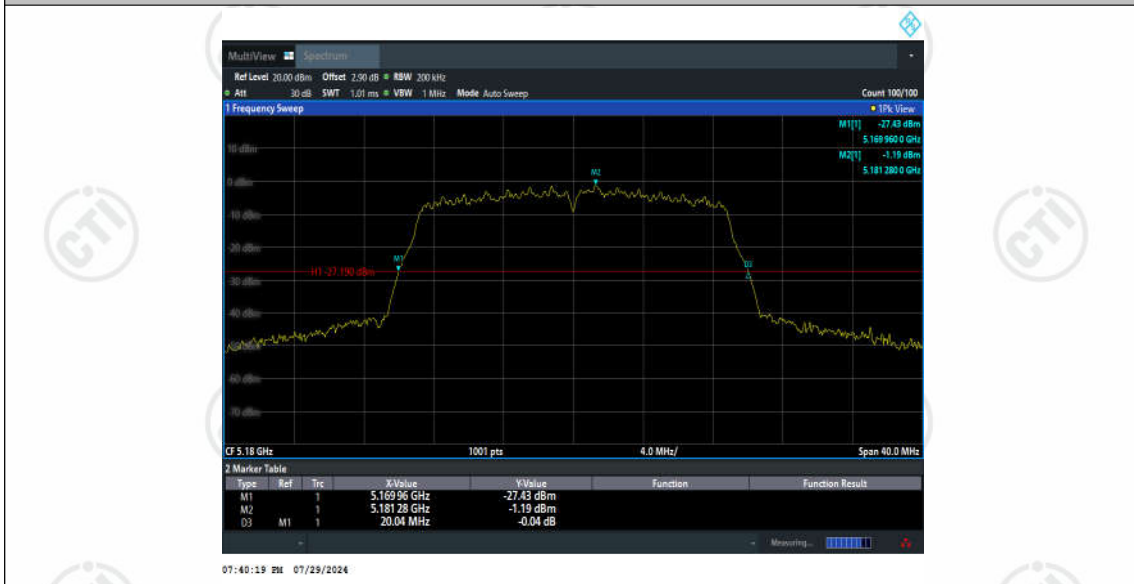 MultiView Spectrum
Ref Level 20.00 dBm Offset 2.90 dB RBW 200 kHz
Att 30 dB SWT 1.01 ms VBW 1 MHz Mode Auto Sweep Count 100/100
1 Frequency Sweep 1Pk View
M1[1] -27.43 dBm
5.169 960 0 GHz
M2[1] -1.19 dBm
5.181 280 0 GHz
10 dBm
M2
0 dBm
-10 dBm
-20 dBm
M1
D3
H1 -27.190 dBm
-30 dBm
-40 dBm
-50 dBm
-60 dBm
-70 dBm
CF 5.18 GHz 1001 pts 4.0 MHz/ Span 40.0 MHz
2 Marker Table
Type Ref Trc X-Value Y-Value Function Function Result
M1 1 5.169 96 GHz -27.43 dBm
M2 1 5.181 28 GHz -1.19 dBm
D3 M1 1 20.04 MHz -0.04 dB
Measuring...
07:40:19 PM 07/29/2024
CTI
CTI